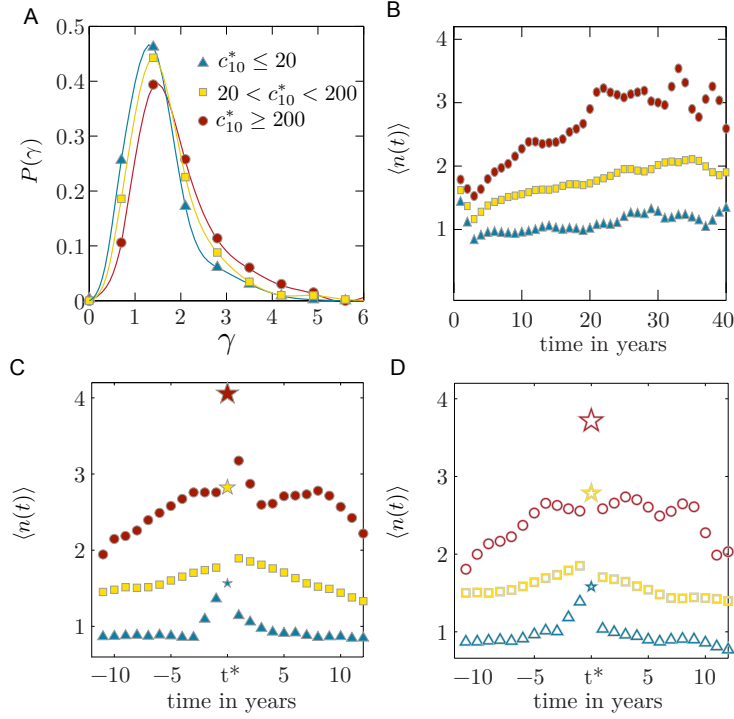 A
0.5
0.4
0.3
0.2
0.1
0
P(γ)
c*10 ≤ 20
20 < c*10 < 200
c*10 ≥ 200
0 1 2 3 4 5 6
γ
B
4
3
2
1
⟨n(t)⟩
0 10 20 30 40
time in years
C
4
3
2
1
⟨n(t)⟩
−10 −5 t* 5 10
time in years
D
4
3
2
1
⟨n(t)⟩
−10 −5 t* 5 10
time in years